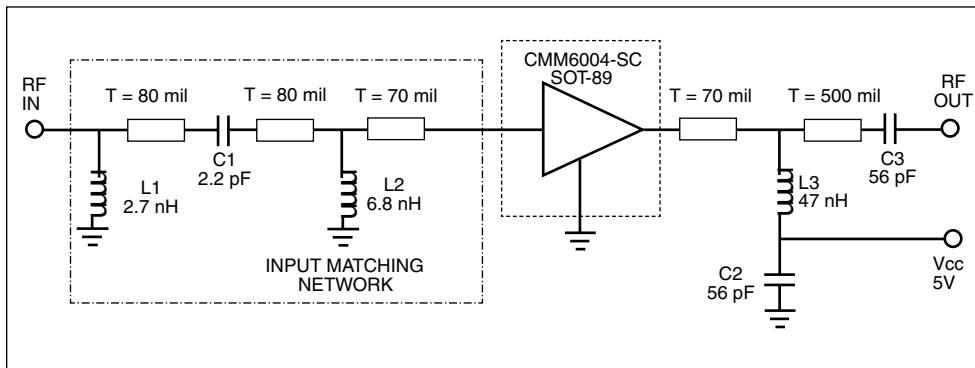 RF
IN
T = 80 mil
T = 80 mil
T = 70 mil
CMM6004-SC
SOT-89
T = 70 mil
T = 500 mil
RF
OUT
C1
2.2 pF
C3
56 pF
L1
2.7 nH
L2
6.8 nH
L3
47 nH
INPUT MATCHING
NETWORK
C2
56 pF
Vcc
5V